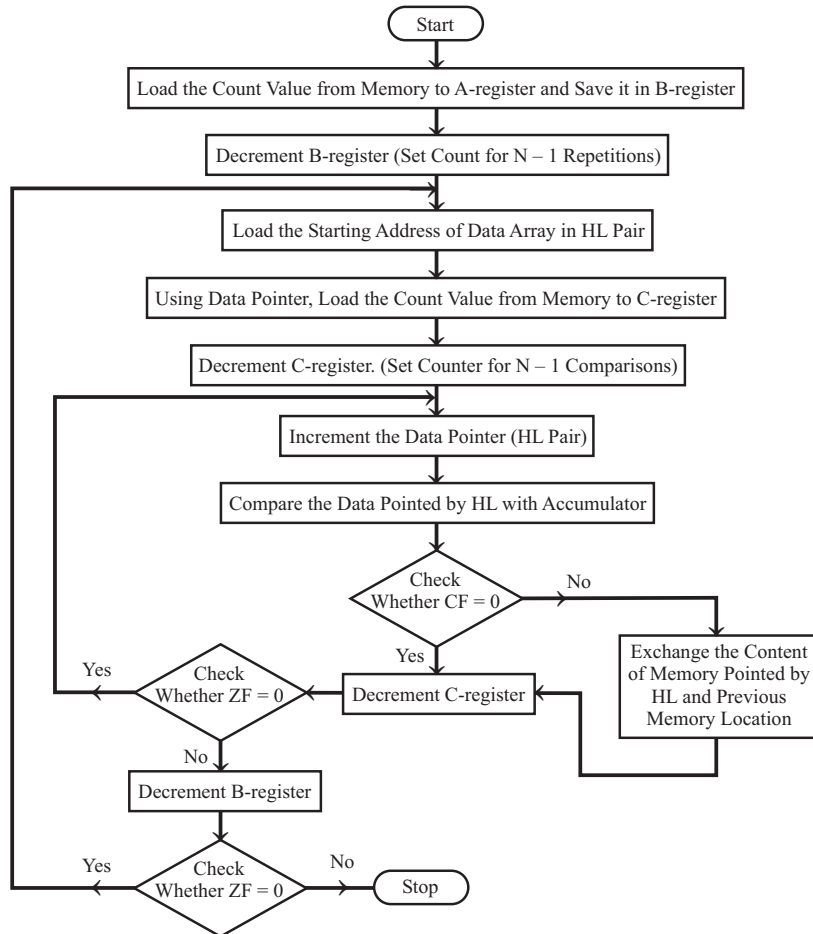 Start
Load the Count Value from Memory to A-register and Save it in B-register
Decrement B-register (Set Count for N – 1 Repetitions)
Load the Starting Address of Data Array in HL Pair
Using Data Pointer, Load the Count Value from Memory to C-register
Decrement C-register. (Set Counter for N – 1 Comparisons)
Increment the Data Pointer (HL Pair)
Compare the Data Pointed by HL with Accumulator
Check
Whether CF = 0
No
Yes
Exchange the Content
of Memory Pointed by
HL and Previous
Memory Location
Decrement C-register
Check
Whether ZF = 0
Yes
No
Decrement B-register
Check
Whether ZF = 0
Yes
No
Stop